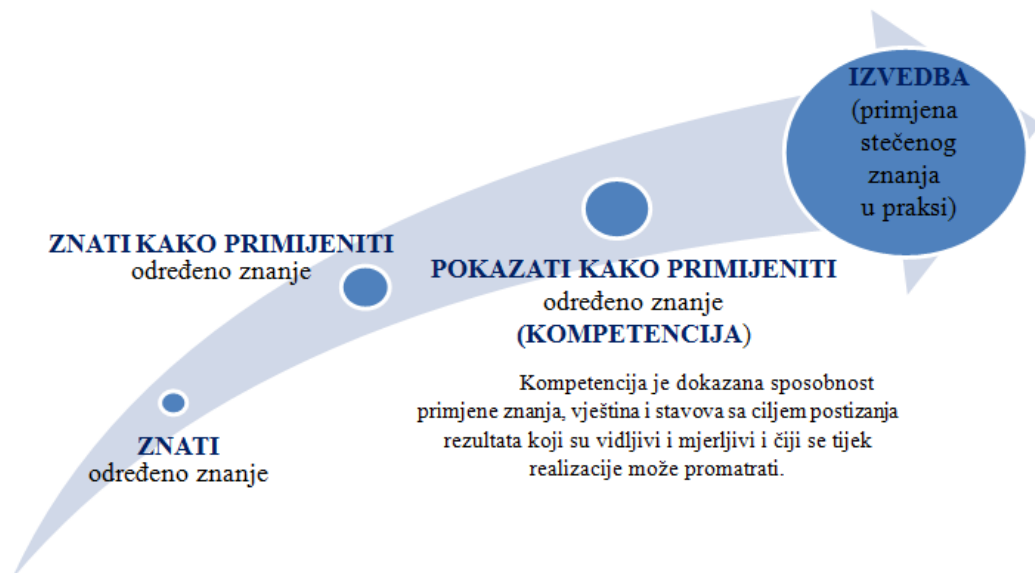 IZVEDBA
(primjena
stečenog
znanja
u praksi)
ZNATI KAKO PRIMIJENITI
određeno znanje
POKAZATI KAKO PRIMIJENITI
određeno znanje
(KOMPETENCIJA)
Kompetencija je dokazana sposobnost
primjene znanja, vještina i stavova sa ciljem postizanja
rezultata koji su vidljivi i mjerljivi i čiji se tijek
realizacije može promatrati.
ZNATI
određeno znanje